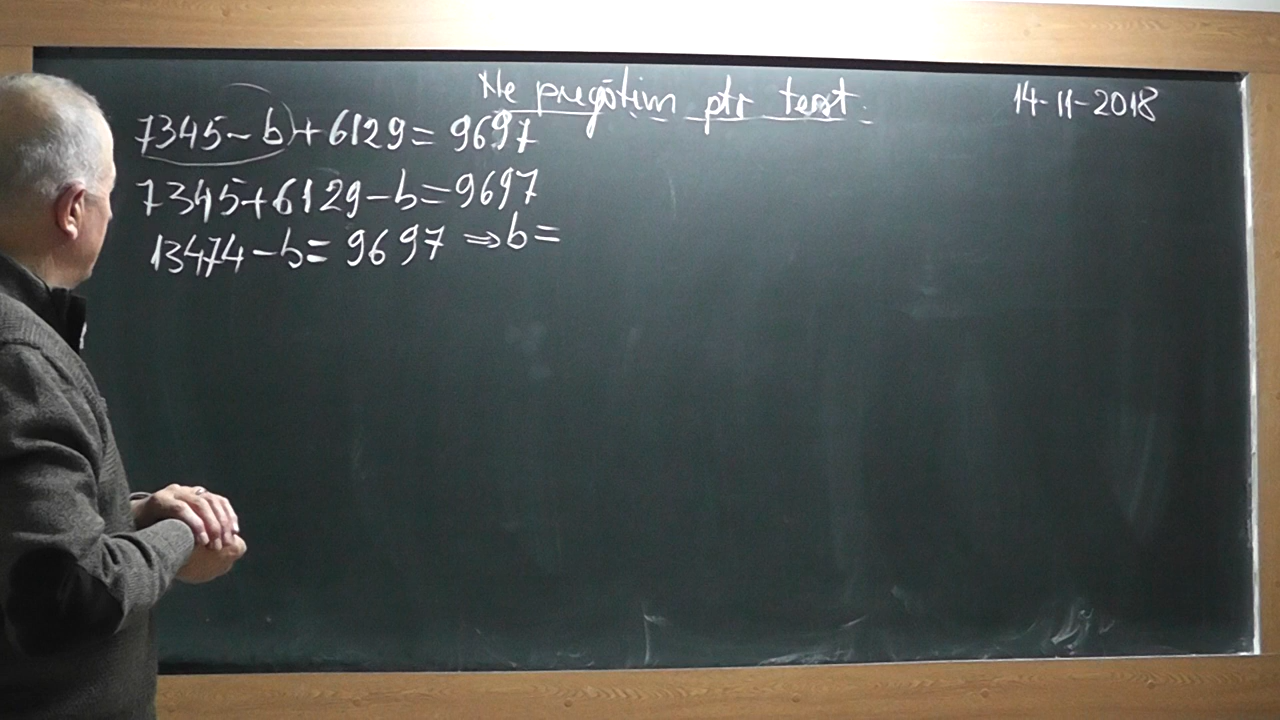 Ne pregătim ptr test. 14-11-2018
7345-b)+6129=9697
7345+6129-b=9697
13474-b=9697 ⇒b=